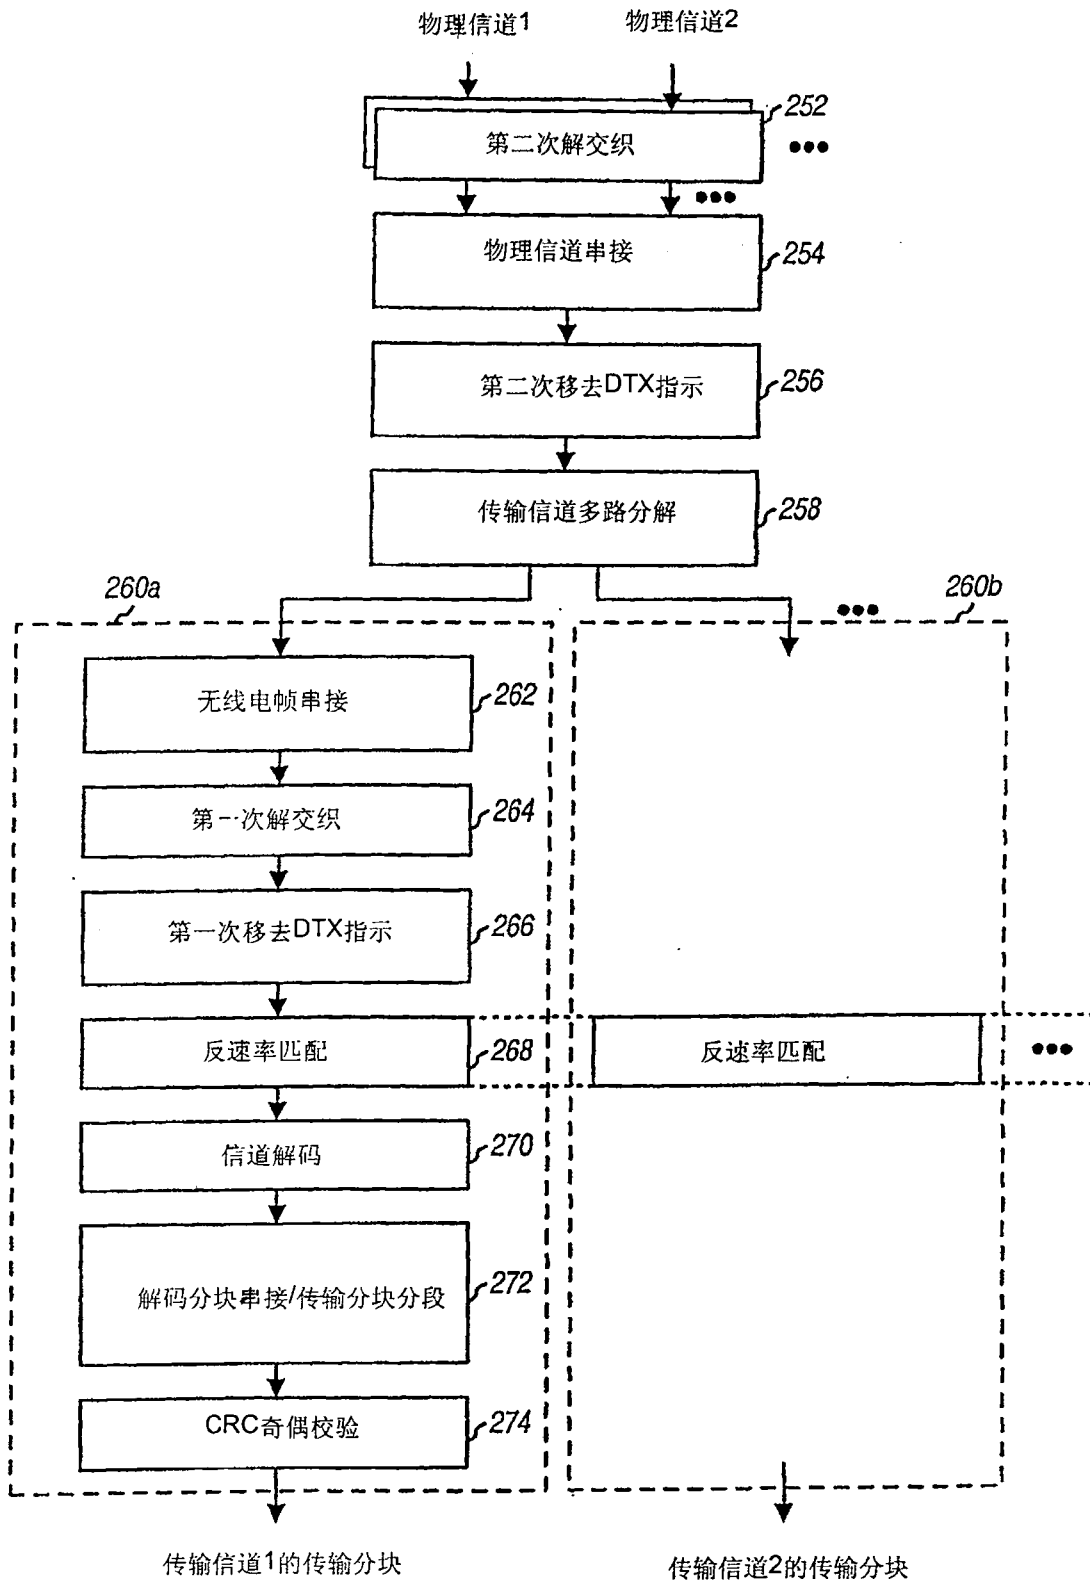 物理信道1
物理信道2
252
第二次解交织
物理信道串接
254
第二次移去DTX指示
256
传输信道多路分解
258
260a
260b
无线电帧串接
262
第一次解交织
264
第一次移去DTX指示
266
反速率匹配
268
反速率匹配
信道解码
270
解码分块串接/传输分块分段
272
CRC奇偶校验
274
传输信道1的传输分块
传输信道2的传输分块